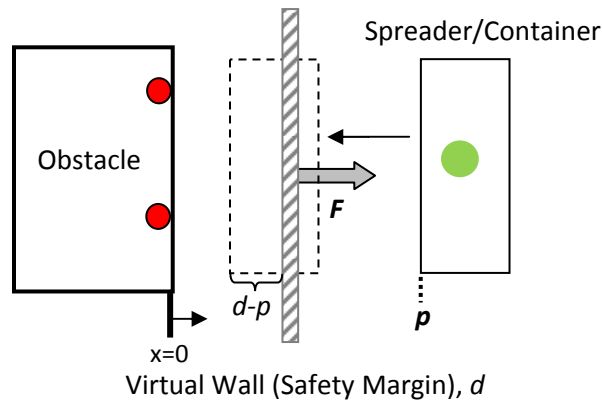 Spreader/Container
Obstacle
F
d-p
p
x=0
Virtual Wall (Safety Margin), d